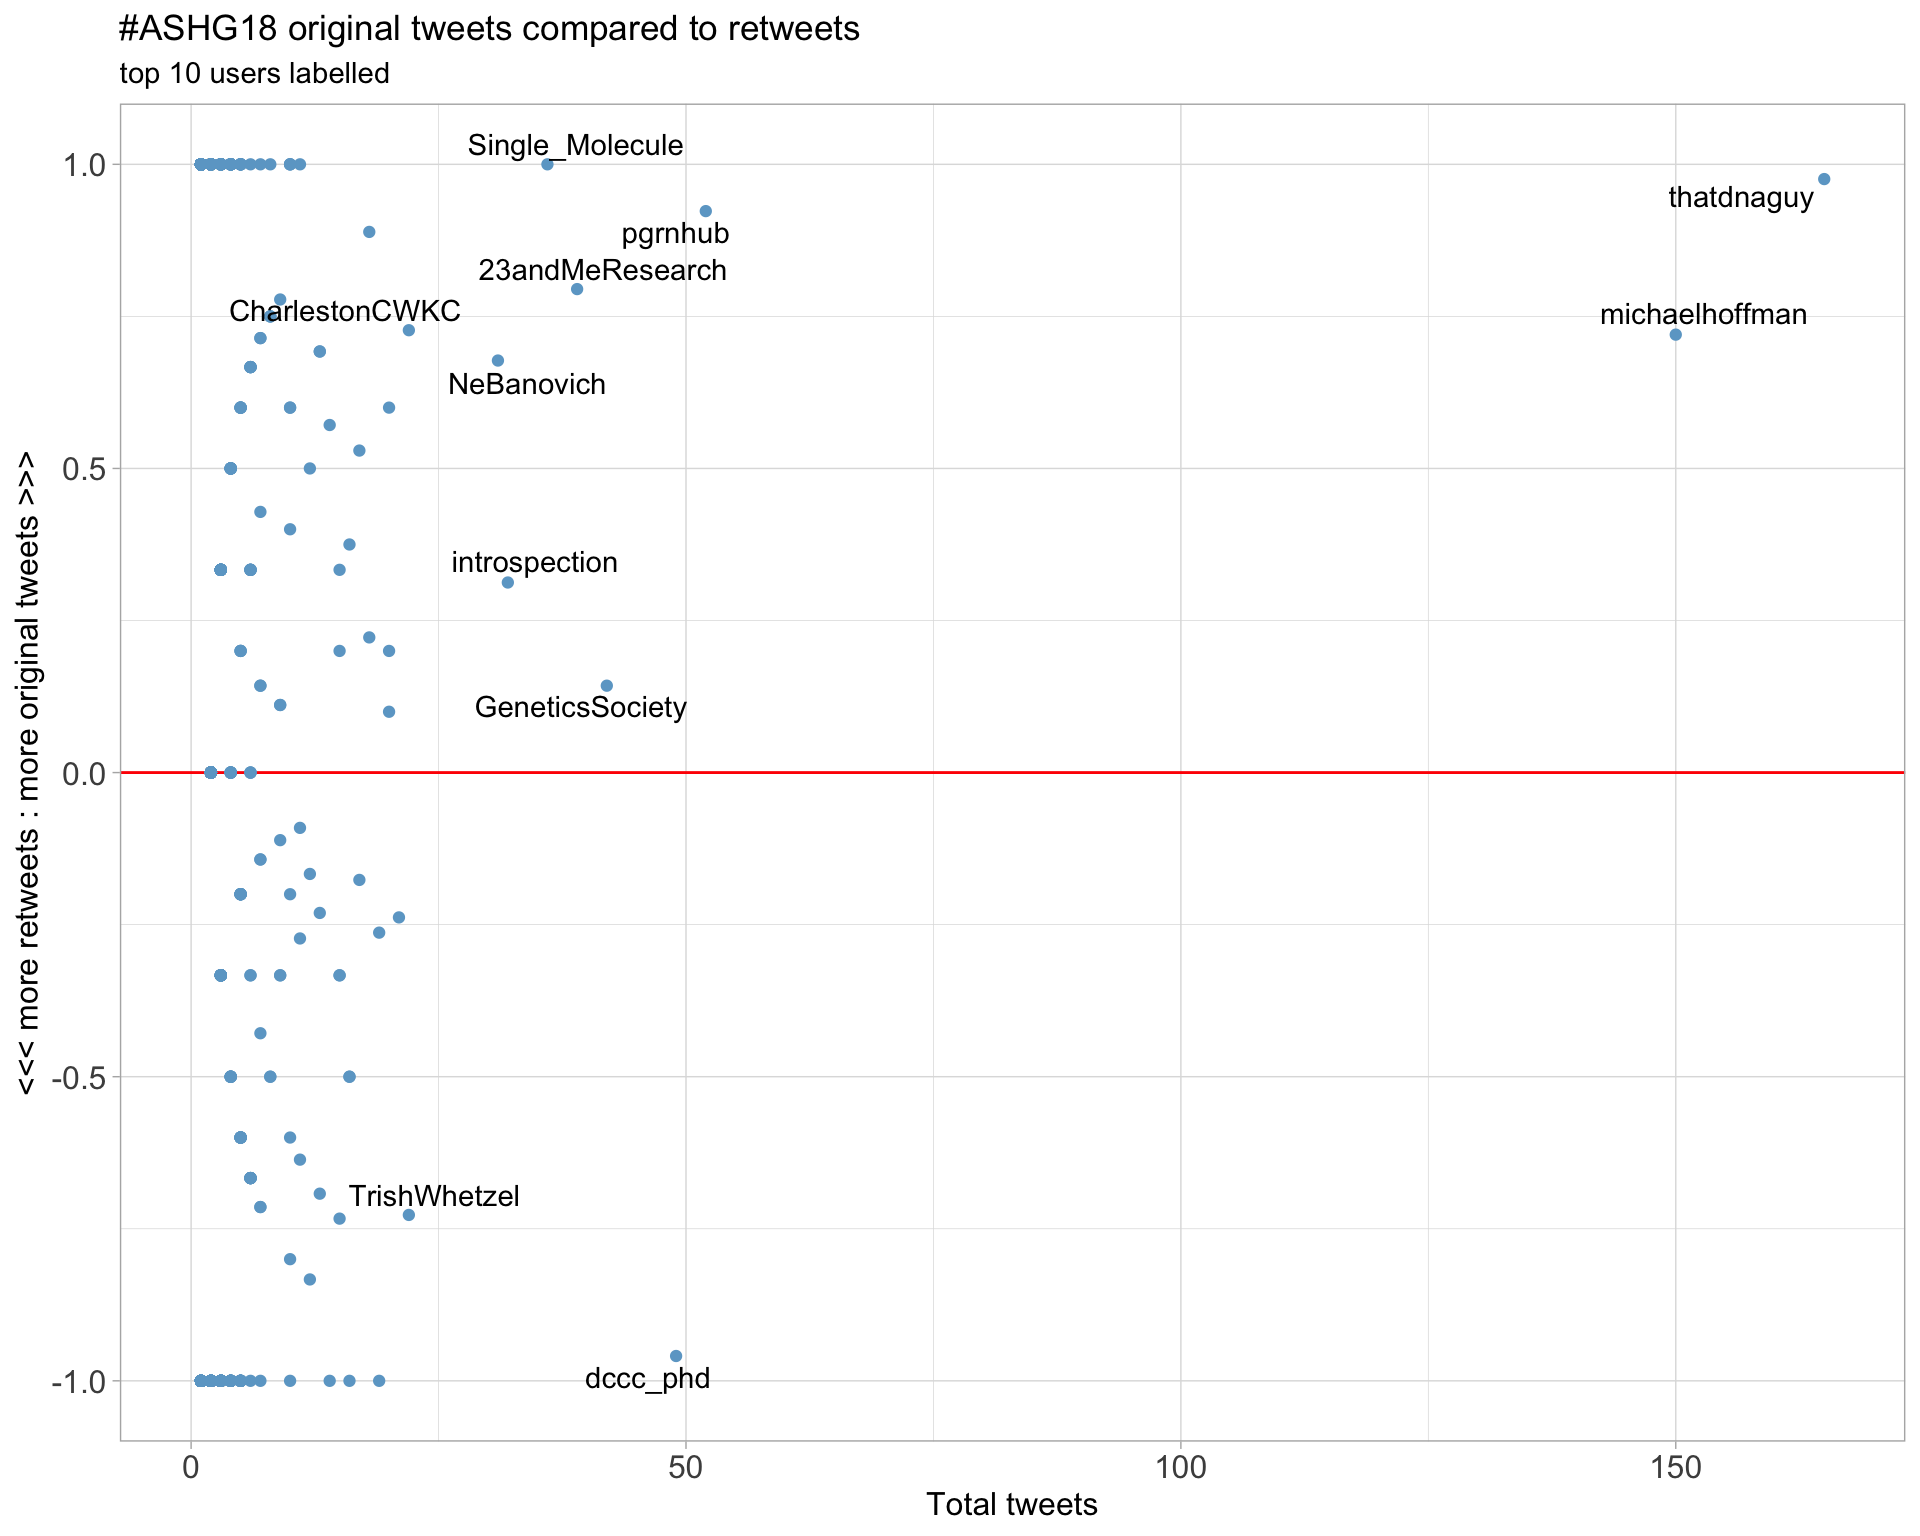 #ASHG18 original tweets compared to retweets
top 10 users labelled
<<< more retweets : more original tweets >>>
1.0
0.5
0.0
-0.5
-1.0
Single_Molecule
thatdnaguy
pgrnhub
23andMeResearch
CharlestonCWKC
michaelhoffman
NeBanovich
introspection
GeneticsSociety
TrishWhetzel
dccc_phd
0
50
100
150
Total tweets